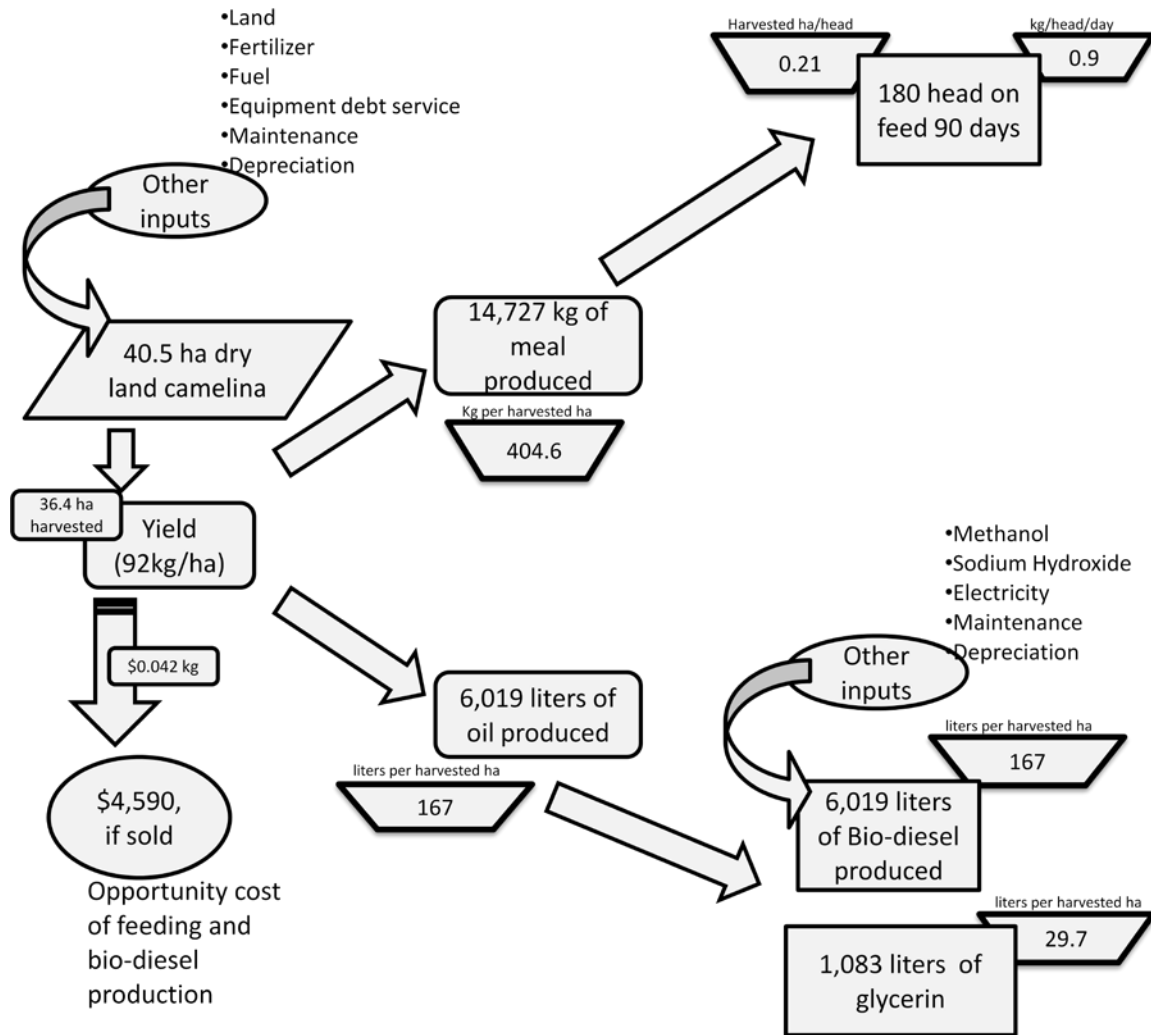 •Land
•Fertilizer
•Fuel
•Equipment debt service
•Maintenance
•Depreciation
Other
inputs
40.5 ha dry
land camelina
36.4 ha
harvested
Yield
(92kg/ha)
$0.042 kg
$4,590,
if sold
Opportunity cost
of feeding and
bio-diesel
production
14,727 kg of
meal
produced
Kg per harvested ha
404.6
Harvested ha/head
0.21
kg/head/day
0.9
180 head on
feed 90 days
6,019 liters of
oil produced
liters per harvested ha
167
•Methanol
•Sodium Hydroxide
•Electricity
•Maintenance
•Depreciation
Other
inputs
liters per harvested ha
167
6,019 liters
of Bio-diesel
produced
liters per harvested ha
29.7
1,083 liters of
glycerin